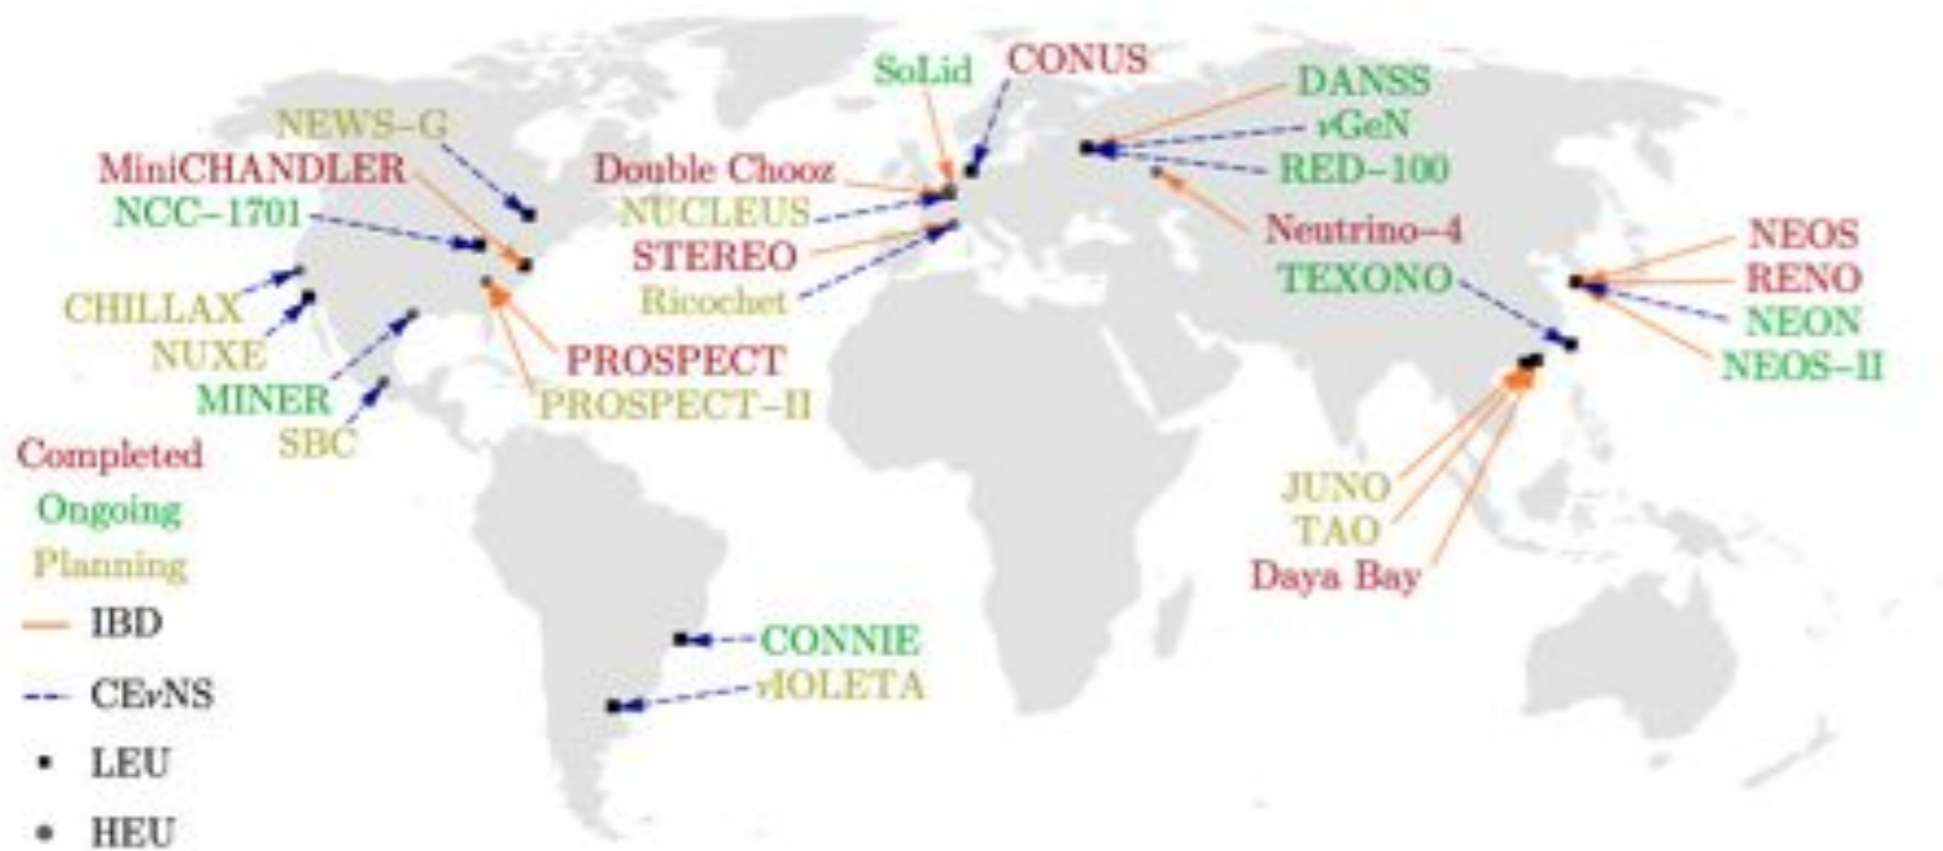 SoLid
CONUS
DANSS
νGeN
RED−100
NEWS−G
MiniCHANDLER
NCC−1701
Double Chooz
NUCLEUS
STEREO
Ricochet
Neutrino−4
TEXONO
NEOS
RENO
NEON
NEOS−II
CHILLAX
NUXE
MINER
SBC
PROSPECT
PROSPECT−II
JUNO
TAO
Daya Bay
CONNIE
νIOLETA
Completed
Ongoing
Planning
IBD
CEνNS
LEU
HEU